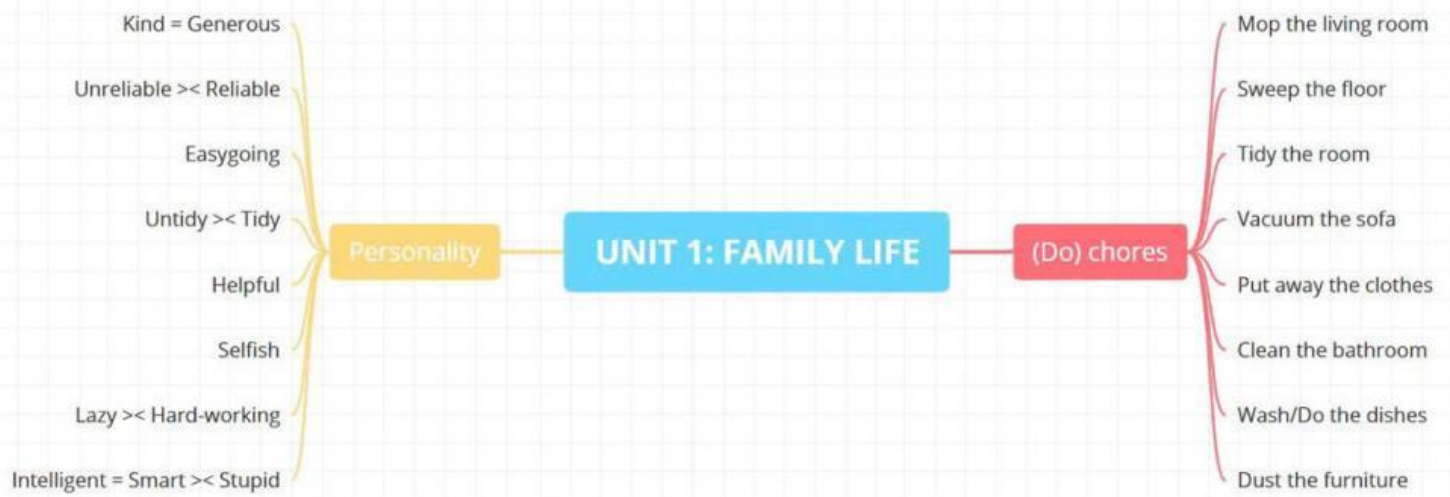 Kind = Generous
Unreliable >< Reliable
Easygoing
Untidy >< Tidy
Helpful
Selfish
Lazy >< Hard-working
Intelligent = Smart >< Stupid
Personality
UNIT 1: FAMILY LIFE
(Do) chores
Mop the living room
Sweep the floor
Tidy the room
Vacuum the sofa
Put away the clothes
Clean the bathroom
Wash/Do the dishes
Dust the furniture